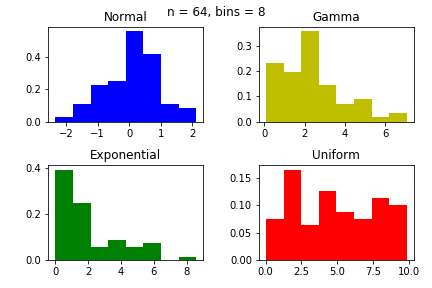 n = 64, bins = 8
Normal
Gamma
0.4
0.2
0.0
−2 −1 0 1 2
0.3
0.2
0.1
0.0
0 2 4 6
Exponential
Uniform
0.4
0.2
0.0
0 2 4 6 8
0.15
0.10
0.05
0.00
0.0 2.5 5.0 7.5 10.0